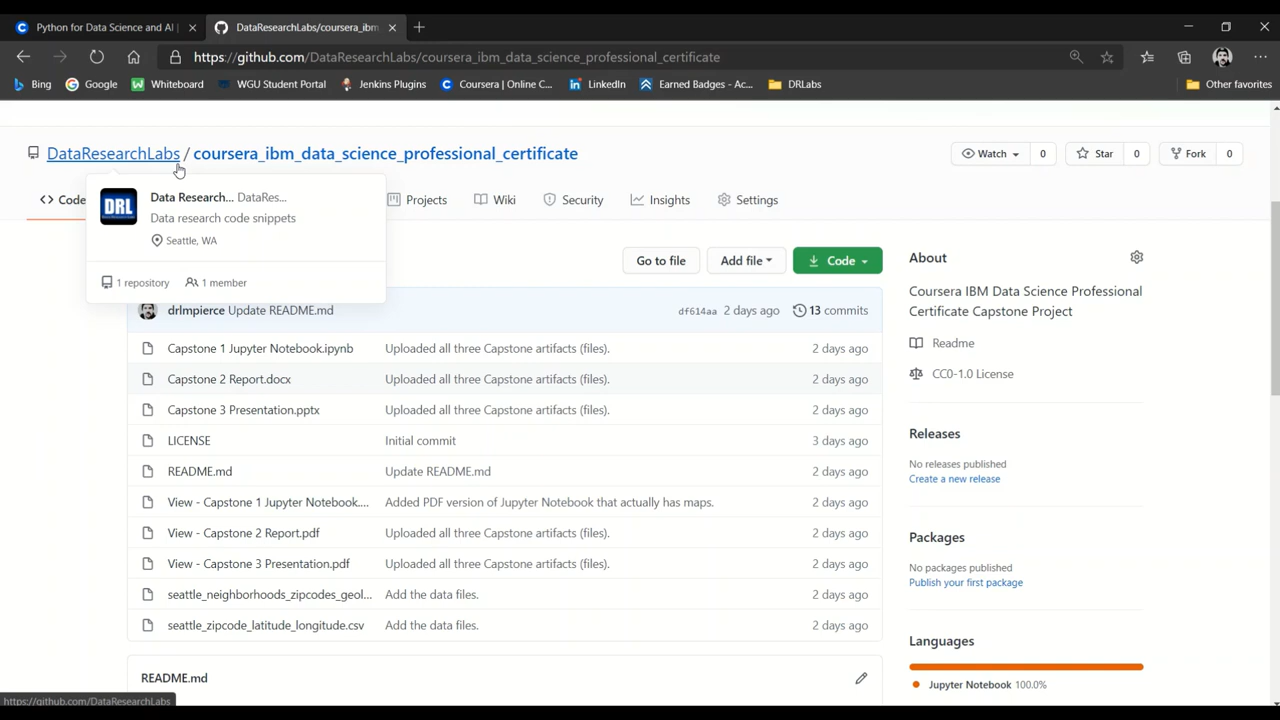 Python for Data Science and AI |
DataResearchLabs/coursera_ibm
https://github.com/DataResearchLabs/coursera_ibm_data_science_professional_certificate
Bing
Google
Whiteboard
WGU Student Portal
Jenkins Plugins
Coursera | Online C...
LinkedIn
Earned Badges - Ac...
DRLabs
Other favorites
DataResearchLabs / coursera_ibm_data_science_professional_certificate
Watch 0
Star 0
Fork 0
<> Code
Projects
Wiki
Security
Insights
Settings
DRL
Data Research... DataRes...
Data research code snippets
Seattle, WA
1 repository
1 member
Go to file
Add file
Code
drlmpierce Update README.md df614aa 2 days ago 13 commits
Capstone 1 Jupyter Notebook.ipynb Uploaded all three Capstone artifacts (files). 2 days ago
Capstone 2 Report.docx Uploaded all three Capstone artifacts (files). 2 days ago
Capstone 3 Presentation.pptx Uploaded all three Capstone artifacts (files). 2 days ago
LICENSE Initial commit 3 days ago
README.md Update README.md 2 days ago
View - Capstone 1 Jupyter Notebook.... Added PDF version of Jupyter Notebook that actually has maps. 2 days ago
View - Capstone 2 Report.pdf Uploaded all three Capstone artifacts (files). 2 days ago
View - Capstone 3 Presentation.pdf Uploaded all three Capstone artifacts (files). 2 days ago
seattle_neighborhoods_zipcodes_geol... Add the data files. 2 days ago
seattle_zipcode_latitude_longitude.csv Add the data files. 2 days ago
README.md
About
Coursera IBM Data Science Professional
Certificate Capstone Project
Readme
CC0-1.0 License
Releases
No releases published
Create a new release
Packages
No packages published
Publish your first package
Languages
Jupyter Notebook 100.0%
https://github.com/DataResearchLabs